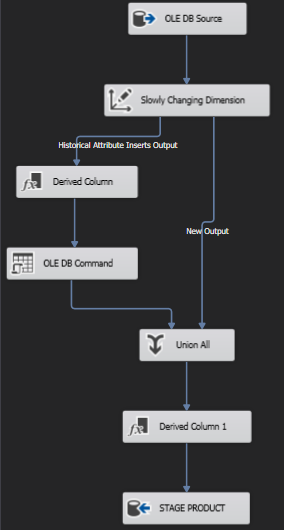 OLE DB Source
Slowly Changing Dimension
Historical Attribute Inserts Output
Derived Column
New Output
OLE DB Command
Union All
Derived Column 1
STAGE PRODUCT